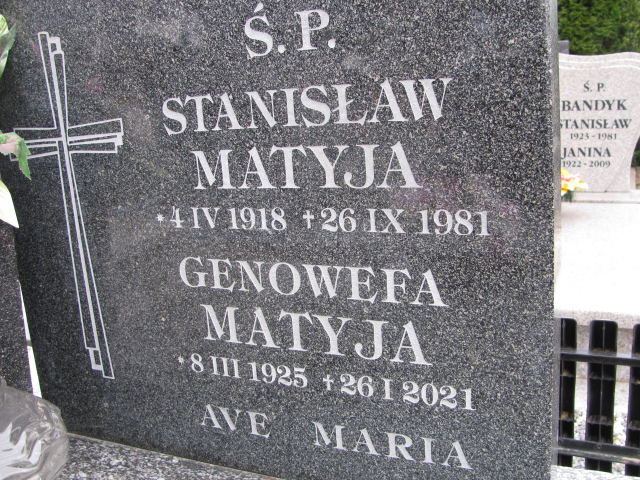 Ś. P.
STANISŁAW
MATYJA
* 4 IV 1918 ✝ 26 IX 1981
GENOWEFA
MATYJA
* 8 III 1925 ✝ 26 I 2021
AVE MARIA
Ś. P.
BANDYK
STANISŁAW
1923 - 1981
JANINA
1922 - 2009